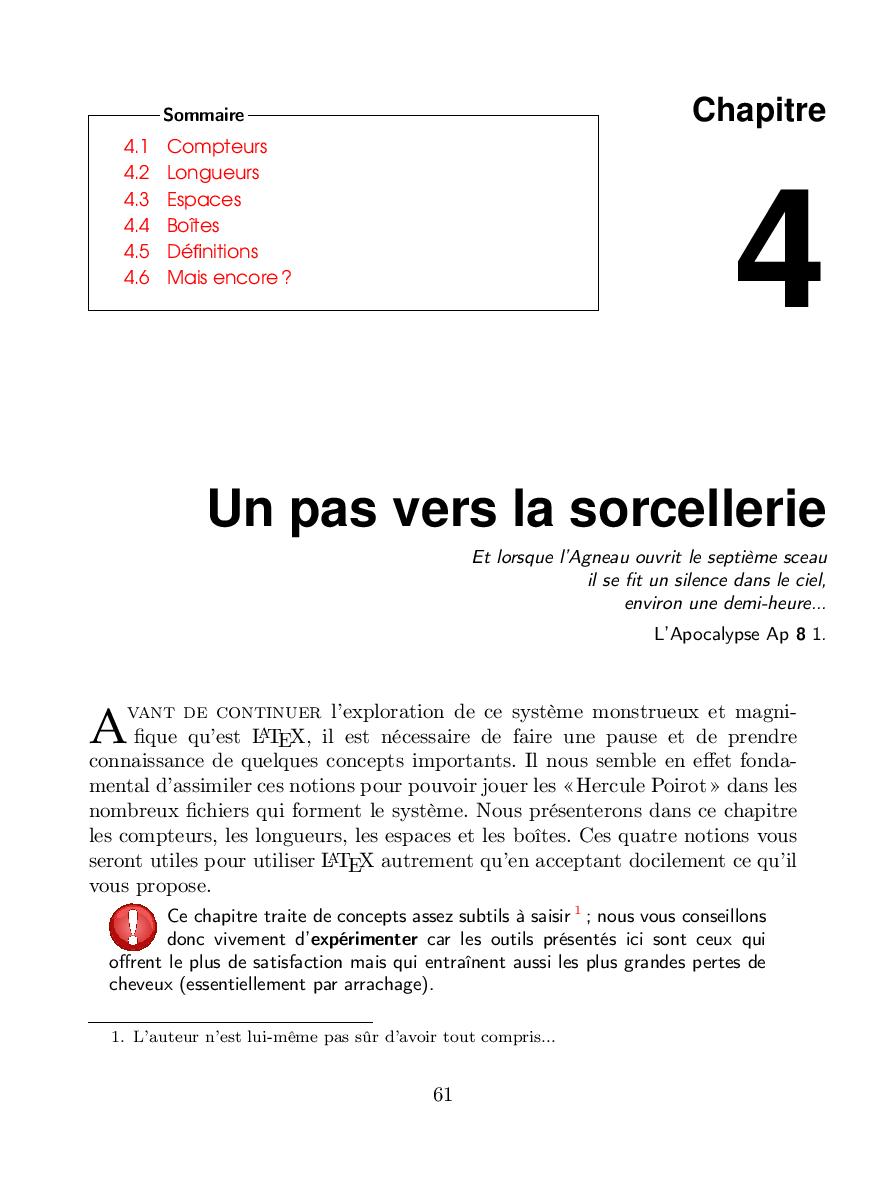 Sommaire
4.1 Compteurs
4.2 Longueurs
4.3 Espaces
4.4 Boîtes
4.5 Définitions
4.6 Mais encore ?
Chapitre
4
Un pas vers la sorcellerie
Et lorsque l'Agneau ouvrit le septième sceau
il se fit un silence dans le ciel,
environ une demi-heure...
L'Apocalypse Ap 8 1.
AVANT DE CONTINUER l'exploration de ce système monstrueux et magni-
fique qu'est LATEX, il est nécessaire de faire une pause et de prendre
connaissance de quelques concepts importants. Il nous semble en effet fonda-
mental d'assimiler ces notions pour pouvoir jouer les « Hercule Poirot » dans les
nombreux fichiers qui forment le système. Nous présenterons dans ce chapitre
les compteurs, les longueurs, les espaces et les boîtes. Ces quatre notions vous
seront utiles pour utiliser LATEX autrement qu'en acceptant docilement ce qu'il
vous propose.
Ce chapitre traite de concepts assez subtils à saisir 1 ; nous vous conseillons
donc vivement d'expérimenter car les outils présentés ici sont ceux qui
offrent le plus de satisfaction mais qui entraînent aussi les plus grandes pertes de
cheveux (essentiellement par arrachage).
1. L'auteur n'est lui-même pas sûr d'avoir tout compris...
61